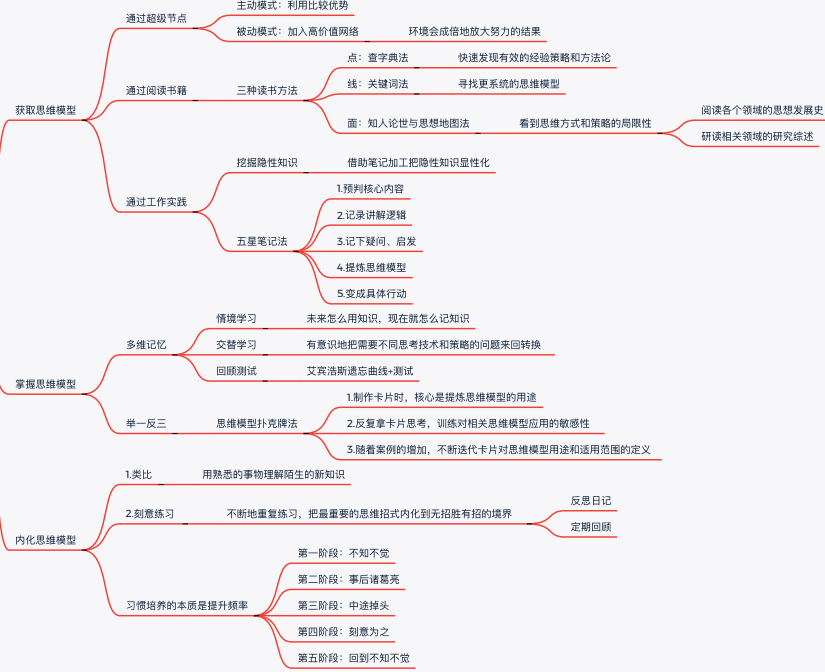 获取思维模型
通过超级节点
主动模式：利用比较优势
被动模式：加入高价值网络
环境会成倍地放大努力的结果
通过阅读书籍
三种读书方法
点：查字典法
快速发现有效的经验策略和方法论
线：关键词法
寻找更系统的思维模型
面：知人论世与思想地图法
看到思维方式和策略的局限性
阅读各个领域的思想发展史
研读相关领域的研究综述
通过工作实践
挖掘隐性知识
借助笔记加工把隐性知识显性化
五星笔记法
1.预判核心内容
2.记录讲解逻辑
3.记下疑问、启发
4.提炼思维模型
5.变成具体行动
掌握思维模型
多维记忆
情境学习
未来怎么用知识，现在就怎么记知识
交替学习
有意识地把需要不同思考技术和策略的问题来回转换
回顾测试
艾宾浩斯遗忘曲线+测试
举一反三
思维模型扑克牌法
1.制作卡片时，核心是提炼思维模型的用途
2.反复拿卡片思考，训练对相关思维模型应用的敏感性
3.随着案例的增加，不断迭代卡片对思维模型用途和适用范围的定义
内化思维模型
1.类比
用熟悉的事物理解陌生的新知识
2.刻意练习
不断地重复练习，把最重要的思维招式内化到无招胜有招的境界
反思日记
定期回顾
习惯培养的本质是提升频率
第一阶段：不知不觉
第二阶段：事后诸葛亮
第三阶段：中途掉头
第四阶段：刻意为之
第五阶段：回到不知不觉